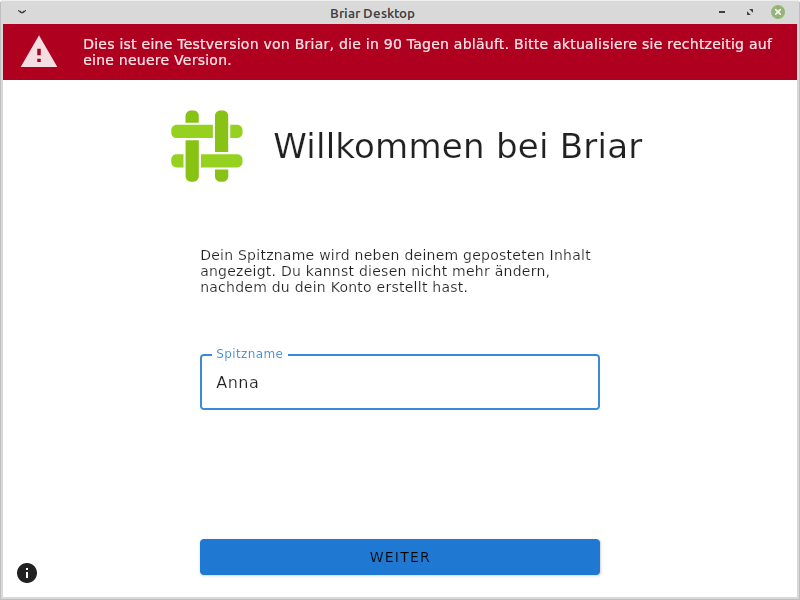 Briar Desktop
Dies ist eine Testversion von Briar, die in 90 Tagen abläuft. Bitte aktualisiere sie rechtzeitig auf
eine neuere Version.
Willkommen bei Briar
Dein Spitzname wird neben deinem geposteten Inhalt
angezeigt. Du kannst diesen nicht mehr ändern,
nachdem du dein Konto erstellt hast.
Spitzname
Anna
WEITER